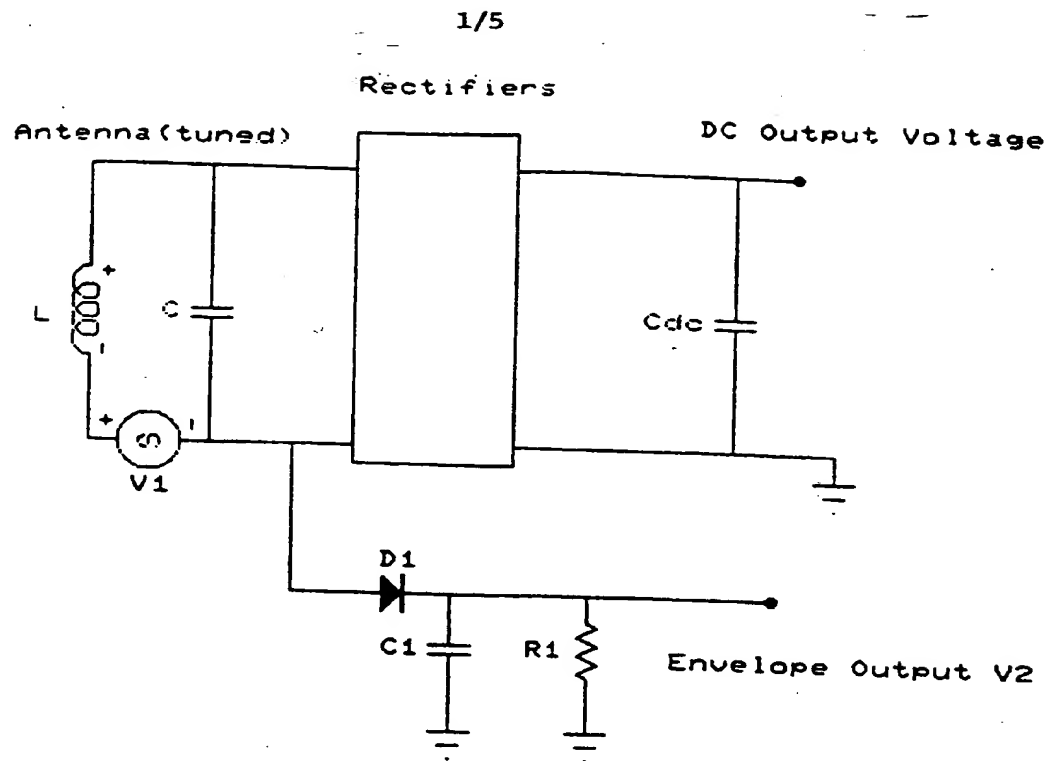 1/5
Rectifiers
Antenna(tuned)
DC Output Voltage
+
L
C
Cdc
-
+
-
S
V1
D1
C1
R1
Envelope Output V2